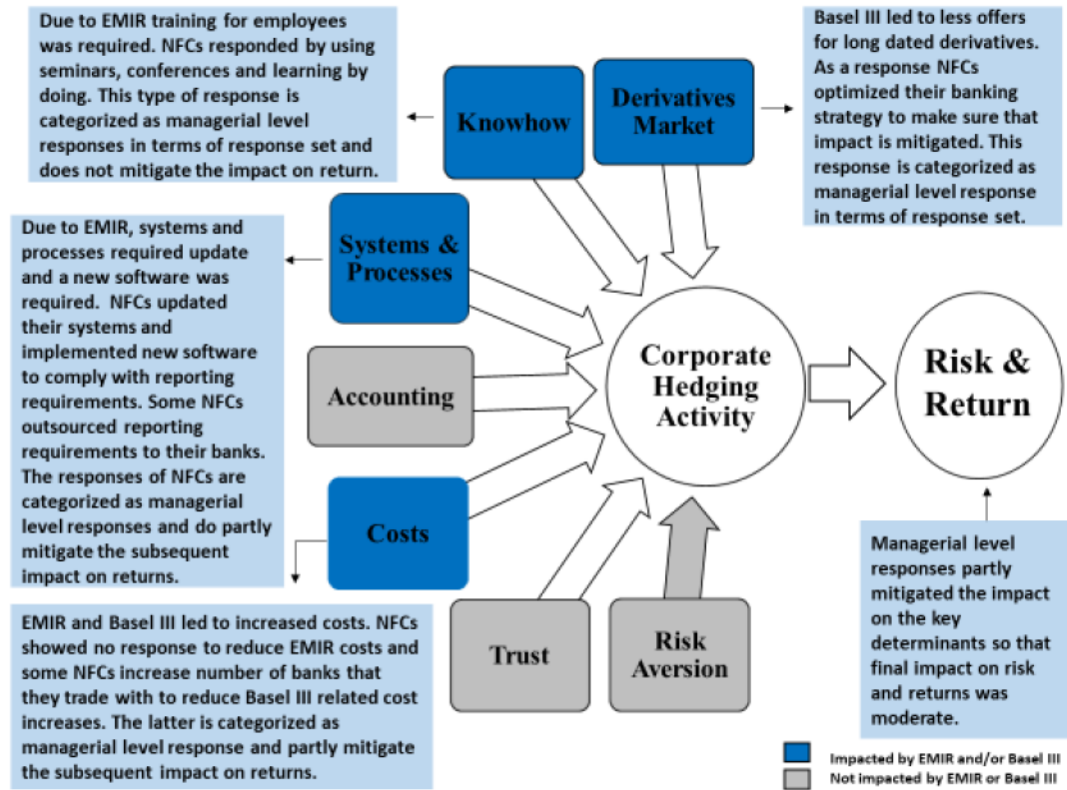 Due to EMIR training for employees
was required. NFCs responded by using
seminars, conferences and learning by
doing. This type of response is
categorized as managerial level
responses in terms of response set and
does not mitigate the impact on return.
Knowhow
Derivatives
Market
Basel III led to less offers
for long dated derivatives.
As a response NFCs
optimized their banking
strategy to make sure that
impact is mitigated. This
response is categorized as
managerial level response
in terms of response set.
Due to EMIR, systems and
processes required update
and a new software was
required. NFCs updated
their systems and
implemented new software
to comply with reporting
requirements. Some NFCs
outsourced reporting
requirements to their banks.
The responses of NFCs are
categorized as managerial
level responses and do partly
mitigate the subsequent
impact on returns.
Systems &
Processes
Accounting
Costs
Trust
Risk
Aversion
Corporate
Hedging
Activity
Risk &
Return
EMIR and Basel III led to increased costs. NFCs
showed no response to reduce EMIR costs and
some NFCs increase number of banks that
they trade with to reduce Basel III related cost
increases. The latter is categorized as
managerial level response and partly mitigate
the subsequent impact on returns.
Managerial level
responses partly
mitigated the impact
on the key
determinants so that
final impact on risk
and returns was
moderate.
Impacted by EMIR and/or Basel III
Not impacted by EMIR or Basel III